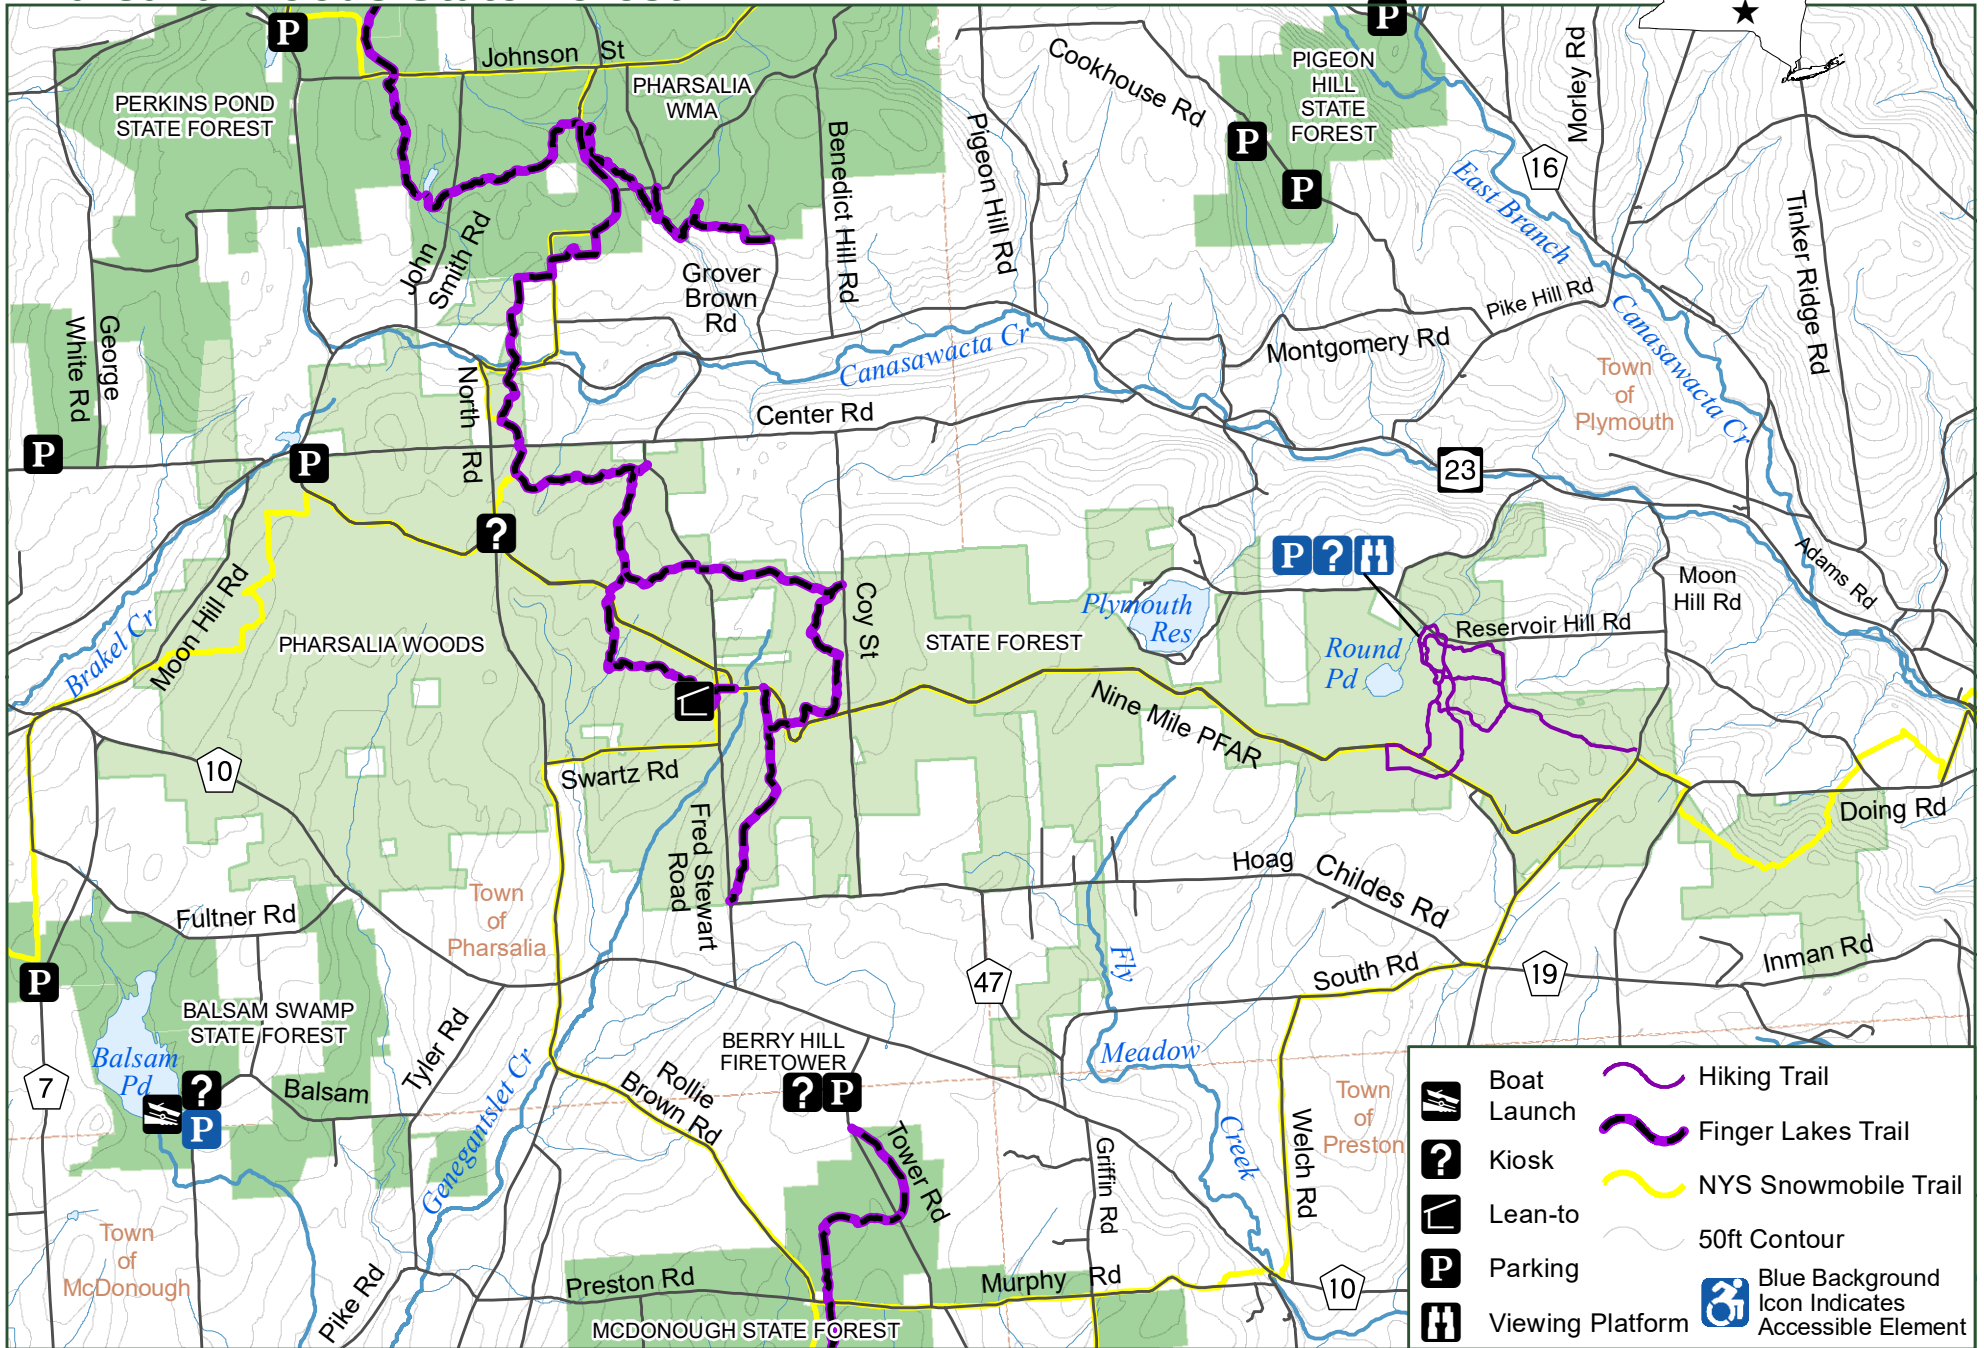 P
P
Johnson St
PHARSALIA
WMA
PERKINS POND
STATE FOREST
Cookhouse Rd
PIGEON
HILL
STATE
FOREST
Morley Rd
P
P
16
Benedict Hill Rd
Pigeon Hill Rd
East Branch
Tinker Ridge Rd
John
Smith Rd
Grover
Brown
Rd
Pike Hill Rd
Canasawacta Cr
George
White Rd
Canasawacta Cr
Montgomery Rd
Town
of
Plymouth
North Rd
Center Rd
P
P
23
?
P ?
Adams Rd
Moon
Hill Rd
Moon Hill Rd
Brakel Cr
Coy St
Plymouth
Res
PHARSALIA WOODS
STATE FOREST
Reservoir Hill Rd
Round
Pd
Nine Mile PFAR
10
Swartz Rd
Fred Stewart
Road
Doing Rd
Hoag
Childes Rd
Fultner Rd
Town
of
Pharsalia
P
Fly
Inman Rd
South Rd
19
47
BALSAM SWAMP
STATE FOREST
Balsam
Pd
?
P
7
Balsam
Tyler Rd
Genegantslet Cr
BERRY HILL
FIRETOWER
? P
Rollie
Brown Rd
Meadow
Creek
Town
of
Preston
Welch Rd
Griffin Rd
Tower Rd
Town
of
McDonough
Pike Rd
Preston Rd
Murphy Rd
10
MCDONOUGH STATE FOREST
Boat
Launch
? Kiosk
Lean-to
P Parking
Viewing Platform
Hiking Trail
Finger Lakes Trail
NYS Snowmobile Trail
50ft Contour
Blue Background
Icon Indicates
Accessible Element